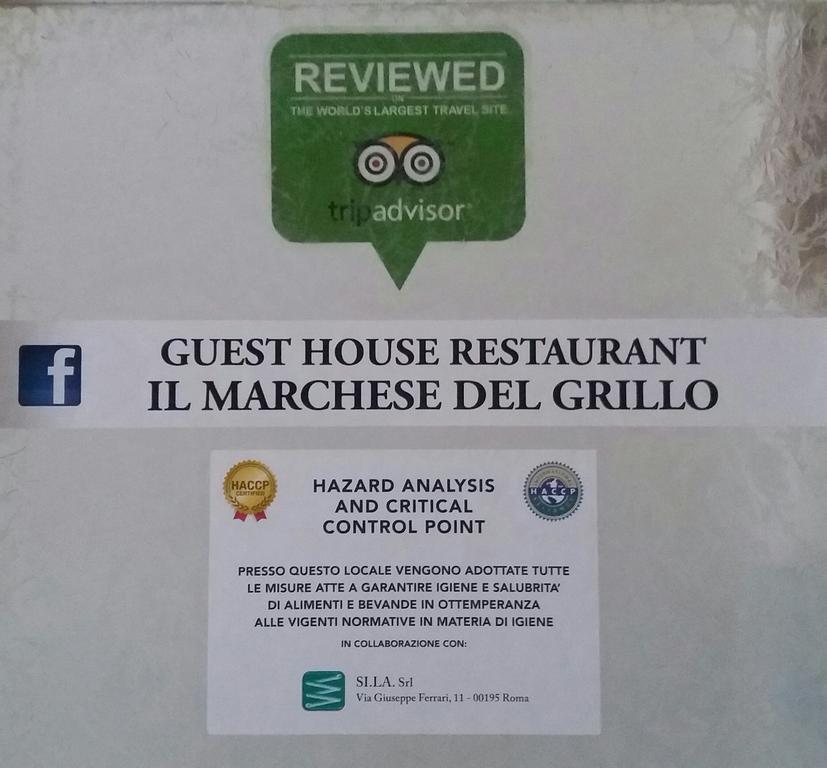 REVIEWED
ON
THE WORLD'S LARGEST TRAVEL SITE
tripadvisor
f
GUEST HOUSE RESTAURANT
IL MARCHESE DEL GRILLO
HACCP
CERTIFIED
HAZARD ANALYSIS
AND CRITICAL
CONTROL POINT
HACCP
PRESSO QUESTO LOCALE VENGONO ADOTTATE TUTTE
LE MISURE ATTE A GARANTIRE IGIENE E SALUBRITA'
DI ALIMENTI E BEVANDE IN OTTEMPERANZA
ALLE VIGENTI NORMATIVE IN MATERIA DI IGIENE
IN COLLABORAZIONE CON:
SI.LA. Srl
Via Giuseppe Ferrari, 11 - 00195 Roma